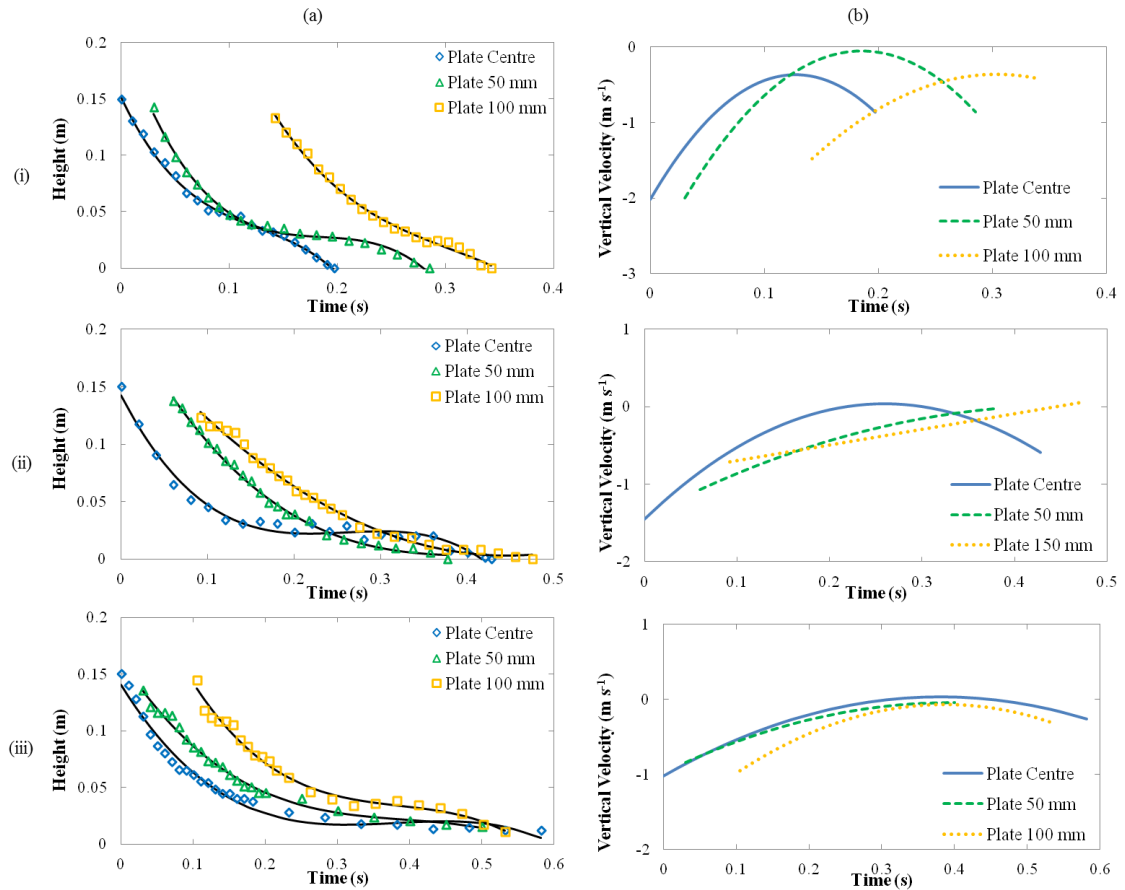 (a)
(b)
(i)
Height (m)
0.2
0.15
0.1
0.05
0
0 0.1 0.2 0.3 0.4
Time (s)
Plate Centre
Plate 50 mm
Plate 100 mm
Vertical Velocity (m s⁻¹)
0
-1
-2
-3
0 0.1 0.2 0.3 0.4
Time (s)
Plate Centre
Plate 50 mm
Plate 100 mm
(ii)
Height (m)
0.2
0.15
0.1
0.05
0
0 0.1 0.2 0.3 0.4 0.5
Time (s)
Plate Centre
Plate 50 mm
Plate 100 mm
Vertical Velocity (m s⁻¹)
1
0
-1
-2
0 0.1 0.2 0.3 0.4 0.5
Time (s)
Plate Centre
Plate 50 mm
Plate 150 mm
(iii)
Height (m)
0.2
0.15
0.1
0.05
0
0 0.1 0.2 0.3 0.4 0.5 0.6
Time (s)
Plate Centre
Plate 50 mm
Plate 100 mm
Vertical Velocity (m s⁻¹)
1
0
-1
-2
0 0.1 0.2 0.3 0.4 0.5 0.6
Time (s)
Plate Centre
Plate 50 mm
Plate 100 mm